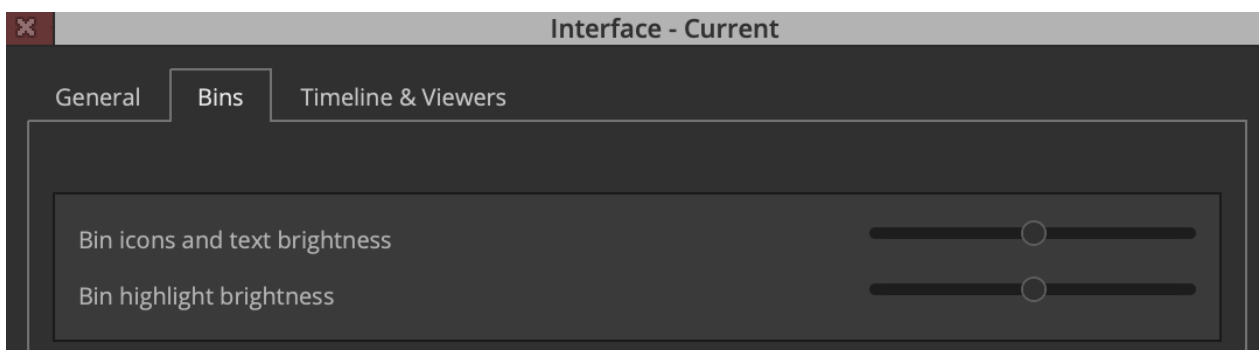 Interface - Current
General Bins Timeline & Viewers
Bin icons and text brightness
Bin highlight brightness